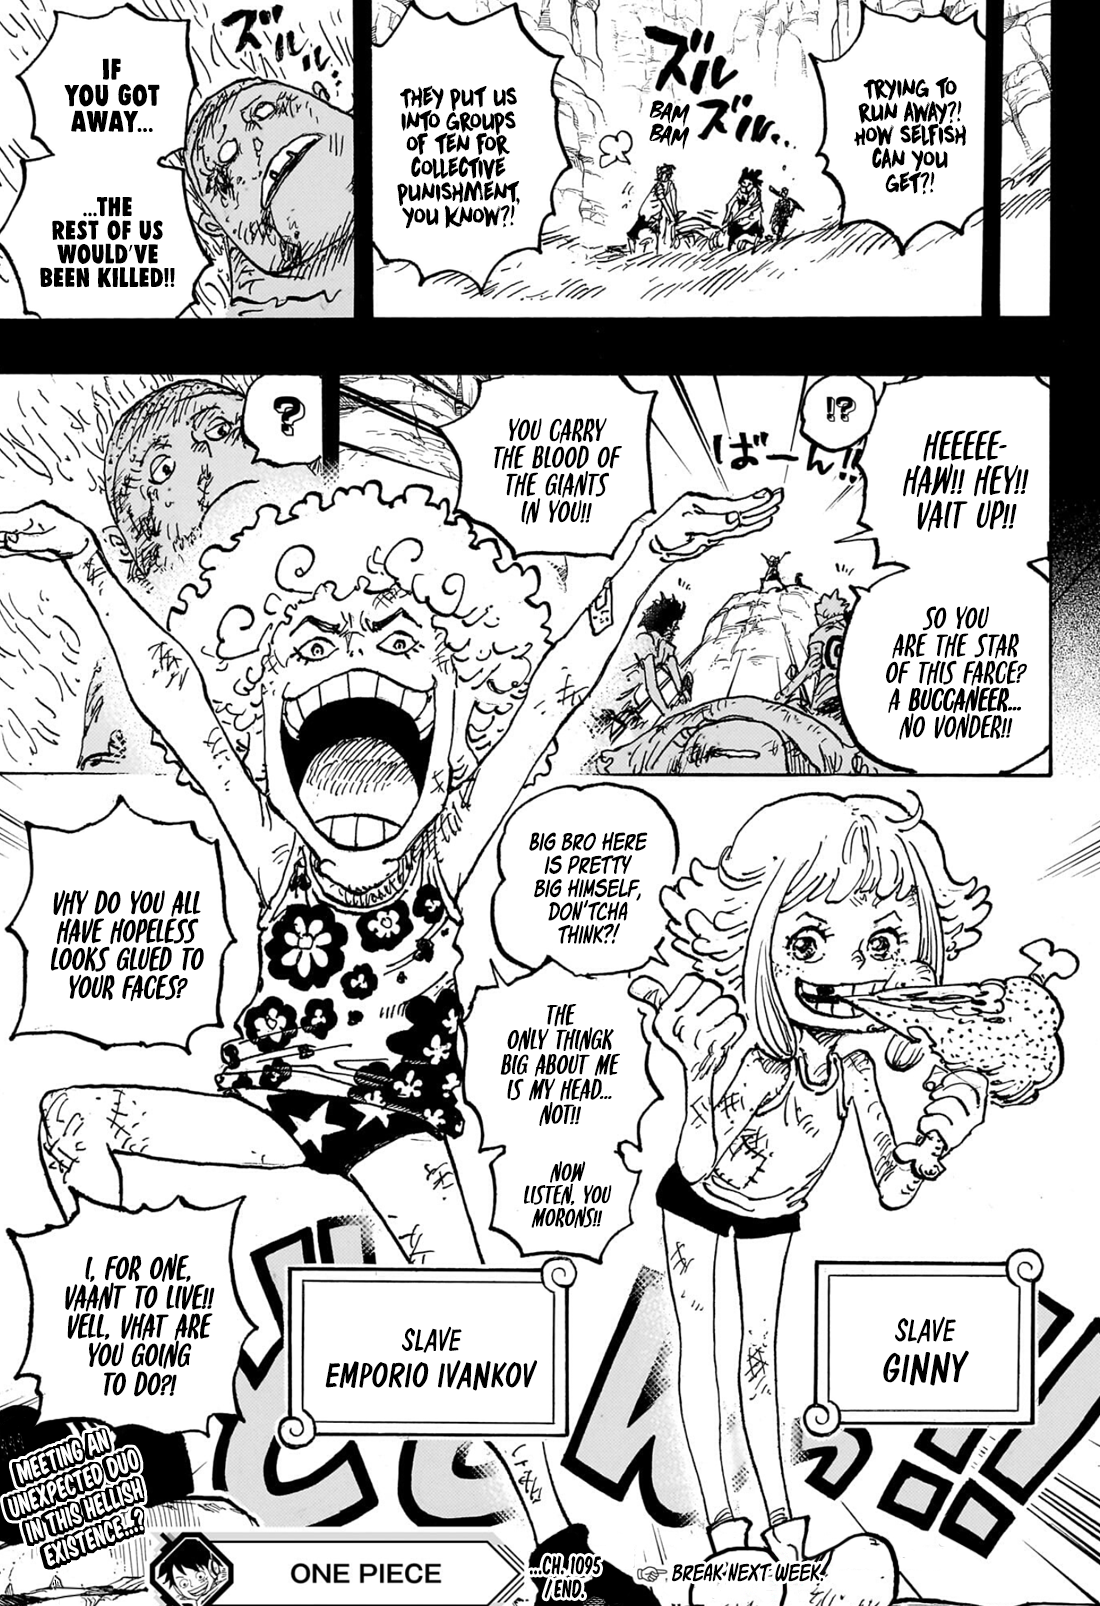 TRYING TO
RUN AWAY?!
HOW SELFISH
CAN YOU
GET?!
ズル
ズル...
BAM
BAM
THEY PUT US
INTO GROUPS
OF TEN FOR
COLLECTIVE
PUNISHMENT,
YOU KNOW?!
ズルル...
IF
YOU GOT
AWAY...
...THE
REST OF US
WOULD'VE
BEEN KILLED!!
HEEEEE-
HAW!! HEY!!
VAIT UP!!
!?
ばーん!!
SO YOU
ARE THE STAR
OF THIS FARCE?
A BUCCANEER...
NO VONDER!!
YOU CARRY
THE BLOOD OF
THE GIANTS
IN YOU!!
?
BIG BRO HERE
IS PRETTY
BIG HIMSELF,
DON'TCHA
THINK?!
THE
ONLY THINGK
BIG ABOUT ME
IS MY HEAD...
NOT!!
NOW
LISTEN, YOU
MORONS!!
VHY DO YOU ALL
HAVE HOPELESS
LOOKS GLUED TO
YOUR FACES?
I, FOR ONE,
VAANT TO LIVE!!
VELL, VHAT ARE
YOU GOING
TO DO?!
SLAVE
GINNY
SLAVE
EMPORIO IVANKOV
MEETING AN
UNEXPECTED DUO
IN THIS HELLISH
EXISTENCE...?
ONE PIECE
...CH. 1095
/END.
☞ BREAK NEXT WEEK.